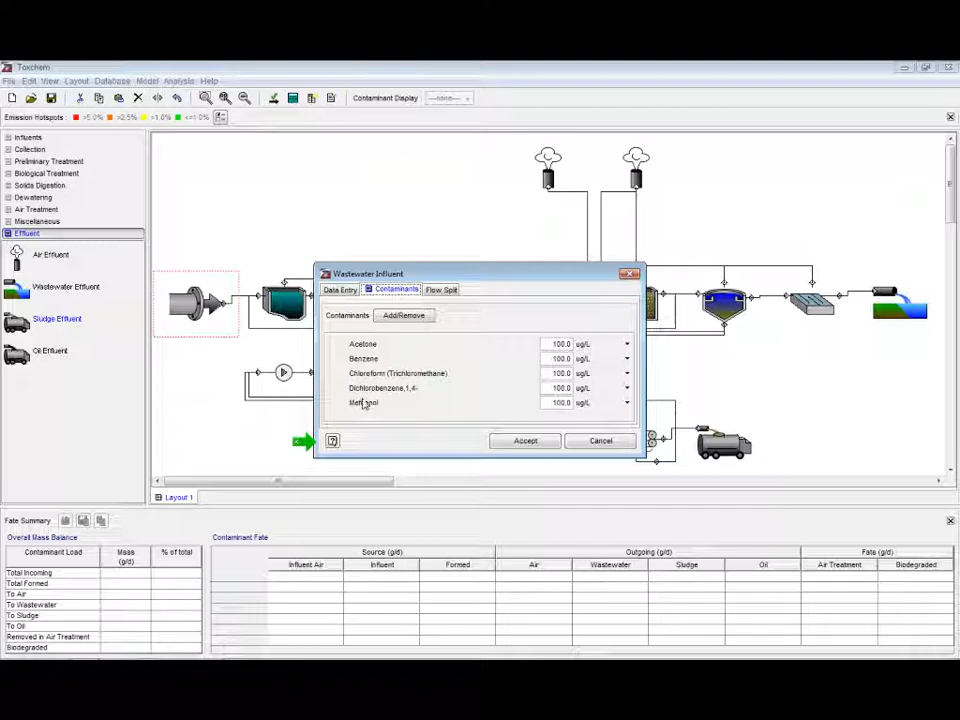 Toxchem
File Edit View Layout Database Model Analysis Help
Contaminant Display ---none---
Emission Hotspots: >5.0% >2.5% >1.0% <=1.0%
Influents
Collection
Preliminary Treatment
Biological Treatment
Solids Digestion
Dewatering
Air Treatment
Miscellaneous
Effluent
Air Effluent
Wastewater Effluent
Sludge Effluent
Oil Effluent
Wastewater Influent
Data Entry Contaminants Flow Split
Contaminants Add/Remove
Acetone 100.0 ug/L
Benzene 100.0 ug/L
Chloroform (Trichloromethane) 100.0 ug/L
Dichlorobenzene,1,4- 100.0 ug/L
Methanol 100.0 ug/L
Accept Cancel
Layout 1
Fate Summary
Overall Mass Balance
Contaminant Load Mass (g/d) % of total
Total Incoming
Total Formed
To Air
To Wastewater
To Sludge
To Oil
Removed in Air Treatment
Biodegraded
Contaminant Fate
Source (g/d) Outgoing (g/d) Fate (g/d)
Influent Air Influent Formed Air Wastewater Sludge Oil Air Treatment Biodegraded